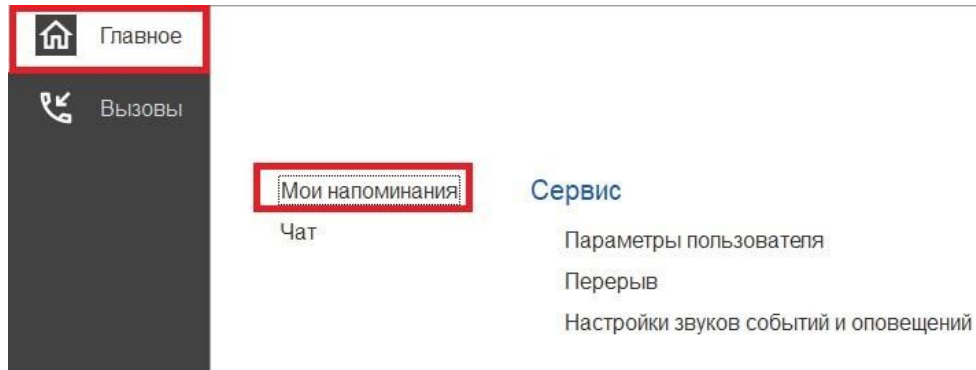 Главное
Вызовы
Мои напоминания
Чат
Сервис
Параметры пользователя
Перерыв
Настройки звуков событий и оповещений